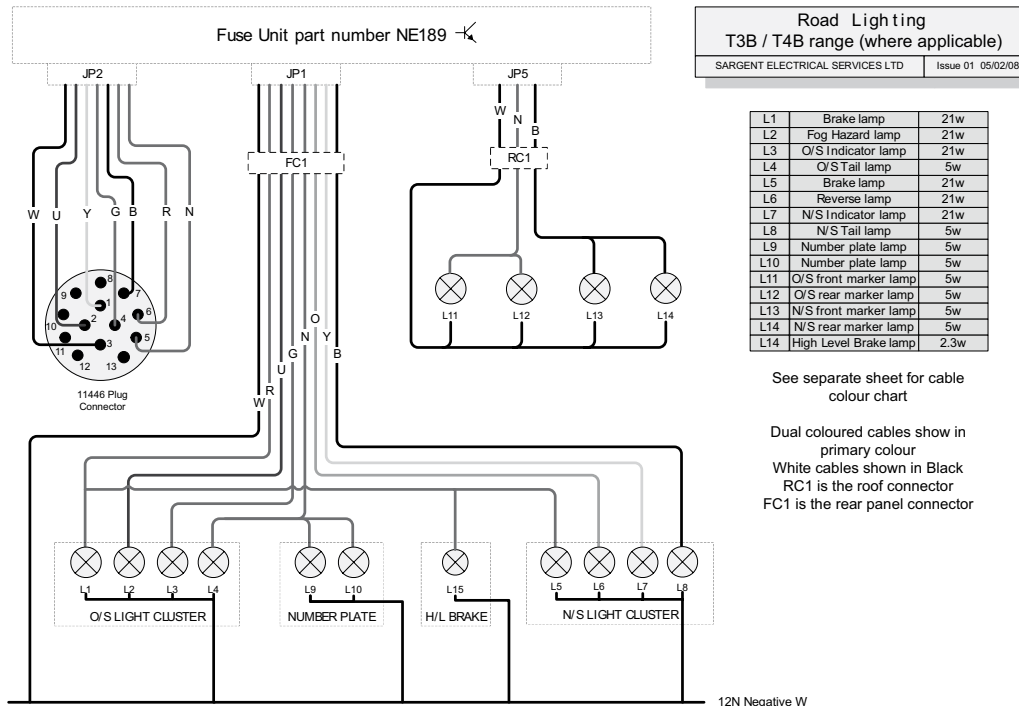 Fuse Unit part number NE189
JP2
JP1
JP5
Road Lighting
T3B / T4B range (where applicable)
SARGENT ELECTRICAL SERVICES LTD
Issue 01 05/02/08
L1 Brake lamp 21w
L2 Fog Hazard lamp 21w
L3 O/S Indicator lamp 21w
L4 O/S Tail lamp 5w
L5 Brake lamp 21w
L6 Reverse lamp 21w
L7 N/S Indicator lamp 21w
L8 N/S Tail lamp 5w
L9 Number plate lamp 5w
L10 Number plate lamp 5w
L11 O/S front marker lamp 5w
L12 O/S rear marker lamp 5w
L13 N/S front marker lamp 5w
L14 N/S rear marker lamp 5w
L14 High Level Brake lamp 2.3w
See separate sheet for cable
colour chart
Dual coloured cables show in
primary colour
White cables shown in Black
RC1 is the roof connector
FC1 is the rear panel connector
W N B
RC1
FC1
W U Y G B R N
8
9
7
1
10
2
4
6
11
3
5
12
13
11446 Plug
Connector
L11 L12 L13 L14
W R U G N O Y B
L1 L2 L3 L4
O/S LIGHT CLUSTER
L9 L10
NUMBER PLATE
L15
H/L BRAKE
L5 L6 L7 L8
N/S LIGHT CLUSTER
12N Negative W